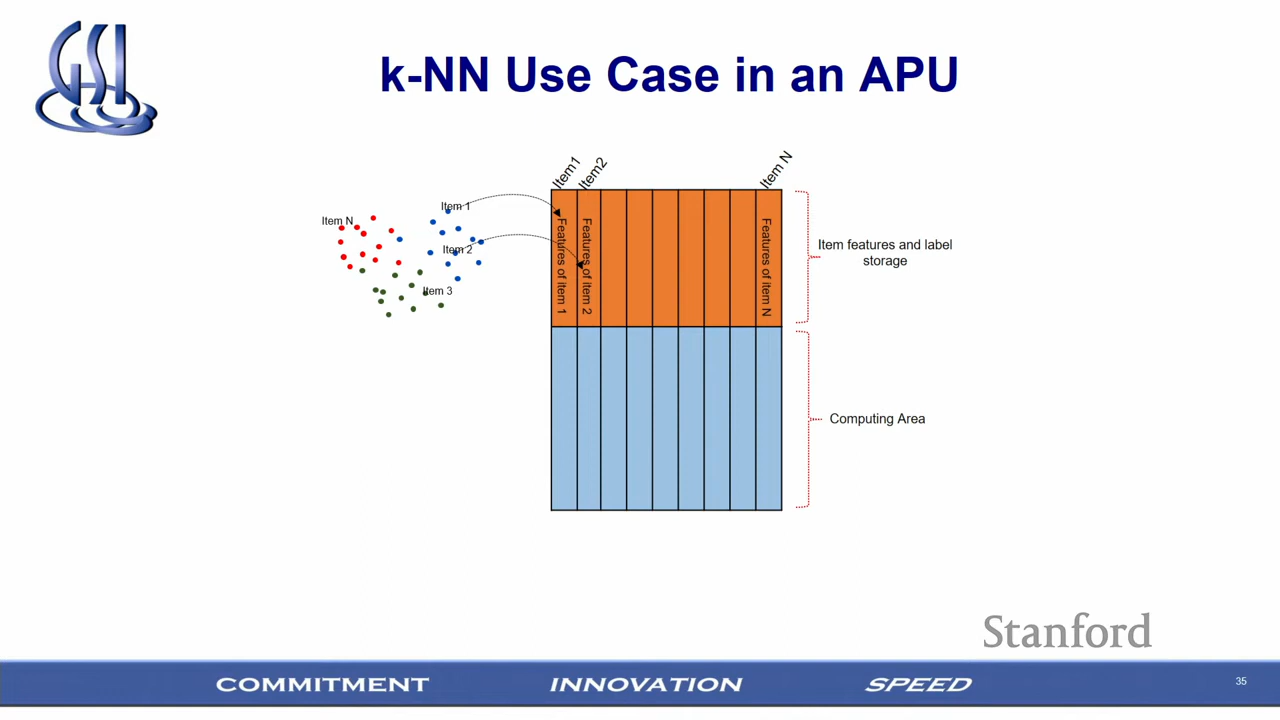 GSI
k-NN Use Case in an APU
Item1
Item2
Item N
Item 1
Item N
Item 2
Item 3
Features of item 1
Features of item 2
Features of item N
Item features and label
storage
Computing Area
Stanford
COMMITMENT
INNOVATION
SPEED
35